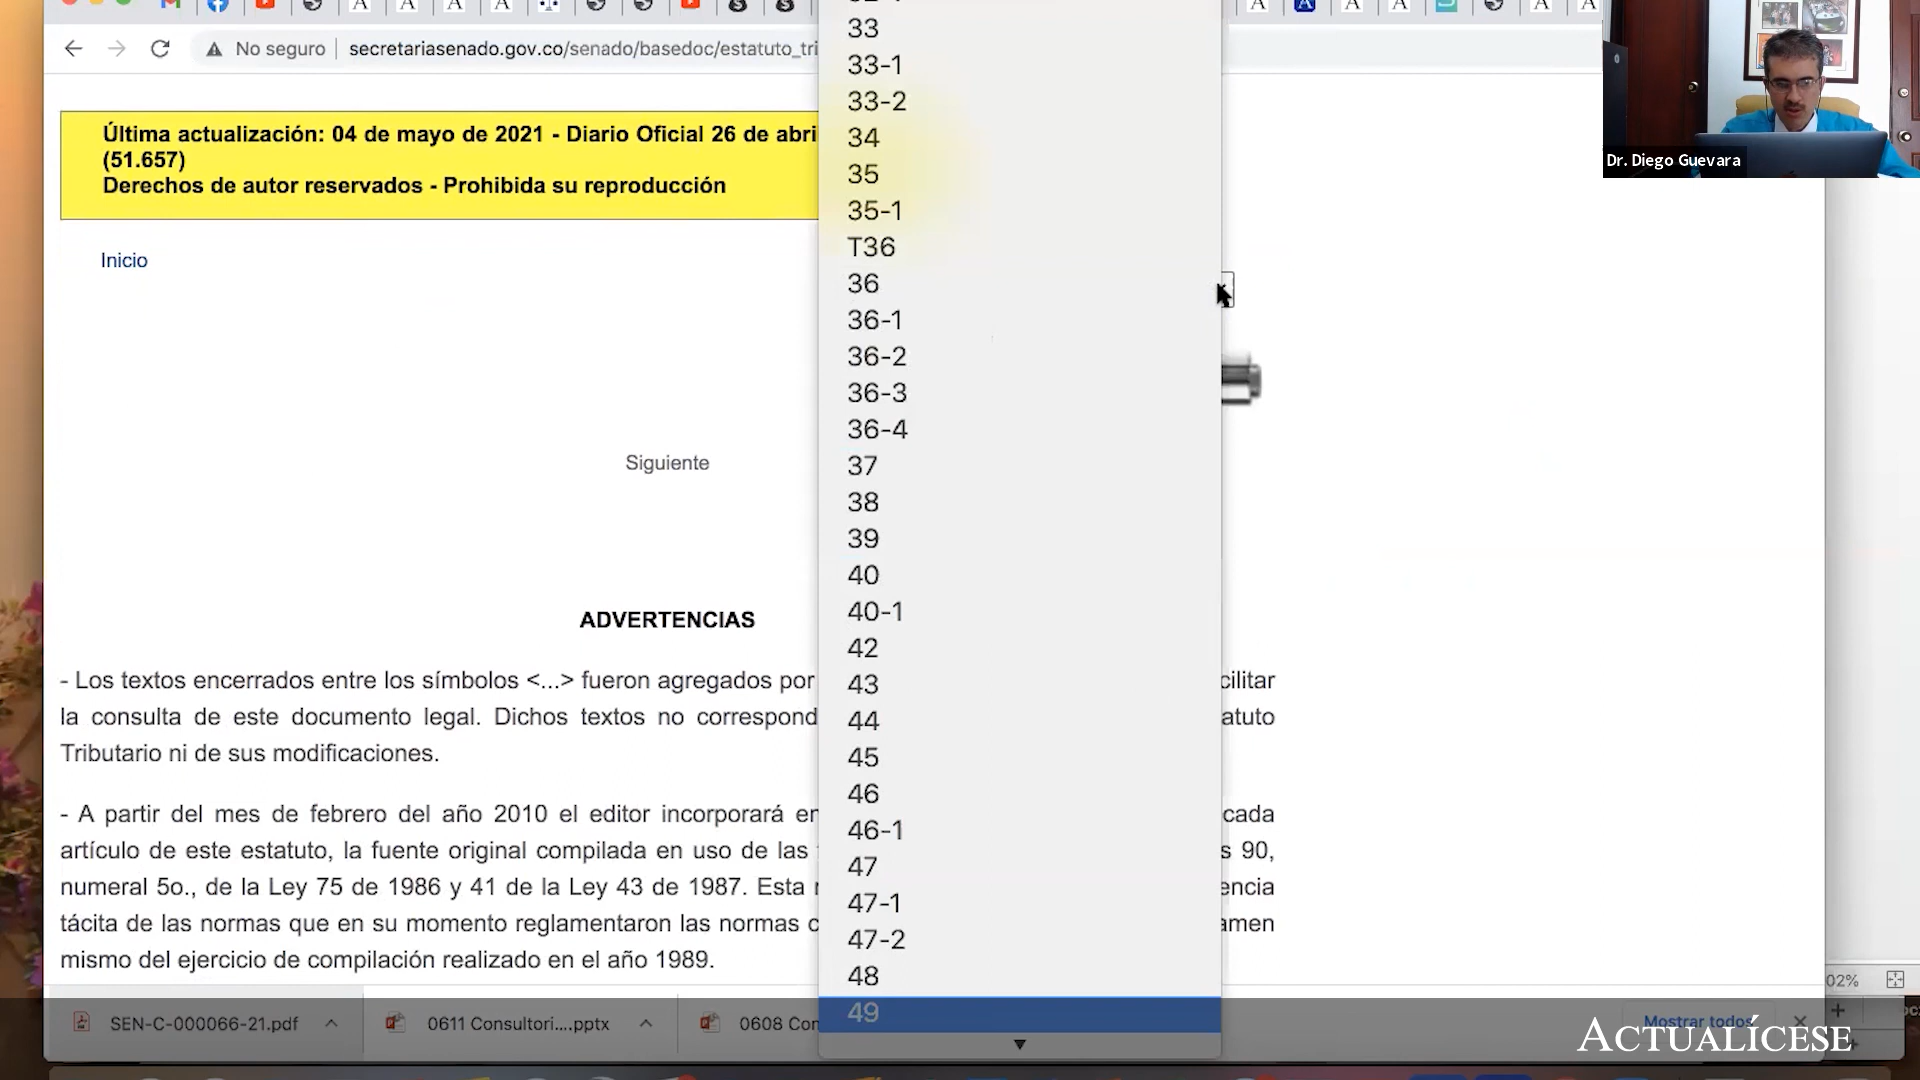 No seguro
secretariasenado.gov.co/senado/basedoc/estatuto_tri
Última actualización: 04 de mayo de 2021 - Diario Oficial 26 de abri
(51.657)
Derechos de autor reservados - Prohibida su reproducción
Inicio
Siguiente
ADVERTENCIAS
- Los textos encerrados entre los símbolos <...> fueron agregados por cilitar
la consulta de este documento legal. Dichos textos no correspond atuto
Tributario ni de sus modificaciones.
- A partir del mes de febrero del año 2010 el editor incorporará en cada
artículo de este estatuto, la fuente original compilada en uso de las s 90,
numeral 5o., de la Ley 75 de 1986 y 41 de la Ley 43 de 1987. Esta encia
tácita de las normas que en su momento reglamentaron las normas c amen
mismo del ejercicio de compilación realizado en el año 1989.
33
33-1
33-2
34
35
35-1
T36
36
36-1
36-2
36-3
36-4
37
38
39
40
40-1
42
43
44
45
46
46-1
47
47-1
47-2
48
49
Dr. Diego Guevara
02%
SEN-C-000066-21.pdf
0611 Consultori....pptx
0608 Con
Mostrar todos
ACTUALÍCESE